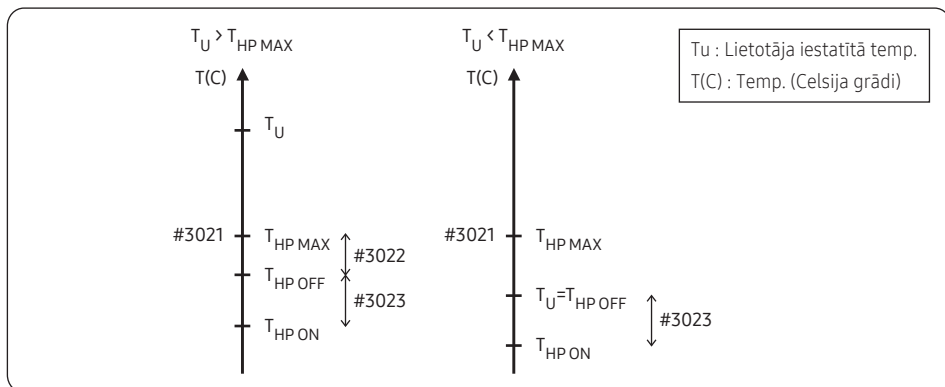 TU > THP MAX
T(C)
TU
#3021
THP MAX
#3022
THP OFF
#3023
THP ON
TU < THP MAX
T(C)
#3021
THP MAX
TU=THP OFF
#3023
THP ON
Tu : Lietotāja iestatītā temp.
T(C) : Temp. (Celsija grādi)